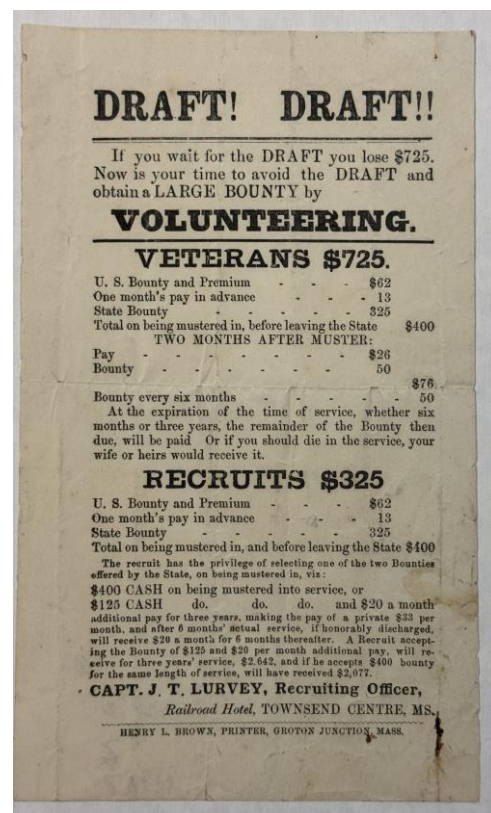 DRAFT! DRAFT!!
If you wait for the DRAFT you lose $725.
Now is your time to avoid the DRAFT and
obtain a LARGE BOUNTY by
VOLUNTEERING.
VETERANS $725.
U. S. Bounty and Premium - - - $62
One month's pay in advance - - - 13
State Bounty - - - - - 325
Total on being mustered in, before leaving the State $400
TWO MONTHS AFTER MUSTER:
Pay - - - - - - - $26
Bounty - - - - - - 50
$76
Bounty every six months - - - - - 50
At the expiration of the time of service, whether six
months or three years, the remainder of the Bounty then
due, will be paid Or if you should die in the service, your
wife or heirs would receive it.
RECRUITS $325
U. S. Bounty and Premium - - - $62
One month's pay in advance - - - 13
State Bounty - - - - - 325
Total on being mustered in, and before leaving the State $400
The recruit has the privilege of selecting one of the two Bounties
offered by the State, on being mustered in, viz :
$400 CASH on being mustered into service, or
$125 CASH do. do. do. and $20 a month
additional pay for three years, making the pay of a private $33 per
month, and after 6 months' actual service, if honorably discharged,
will receive $20 a month for 6 months thereafter. A Recruit accept-
ing the Bounty of $125 and $20 per month additional pay, will re-
ceive for three years' service, $2.642, and if he accepts $400 bounty
for the same length of service, will have received $2,077.
CAPT. J. T. LURVEY, Recruiting Officer,
Railroad Hotel, TOWNSEND CENTRE, MS.
HENRY L. BROWN, PRINTER, GROTON JUNCTION, MASS.